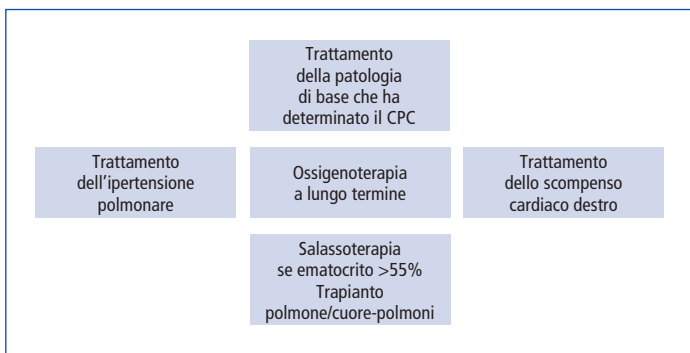 Trattamento
della patologia
di base che ha
determinato il CPC
Trattamento
dell'ipertensione
polmonare
Ossigenoterapia
a lungo termine
Trattamento
dello scompenso
cardiaco destro
Salassoterapia
se ematocrito >55%
Trapianto
polmone/cuore-polmoni